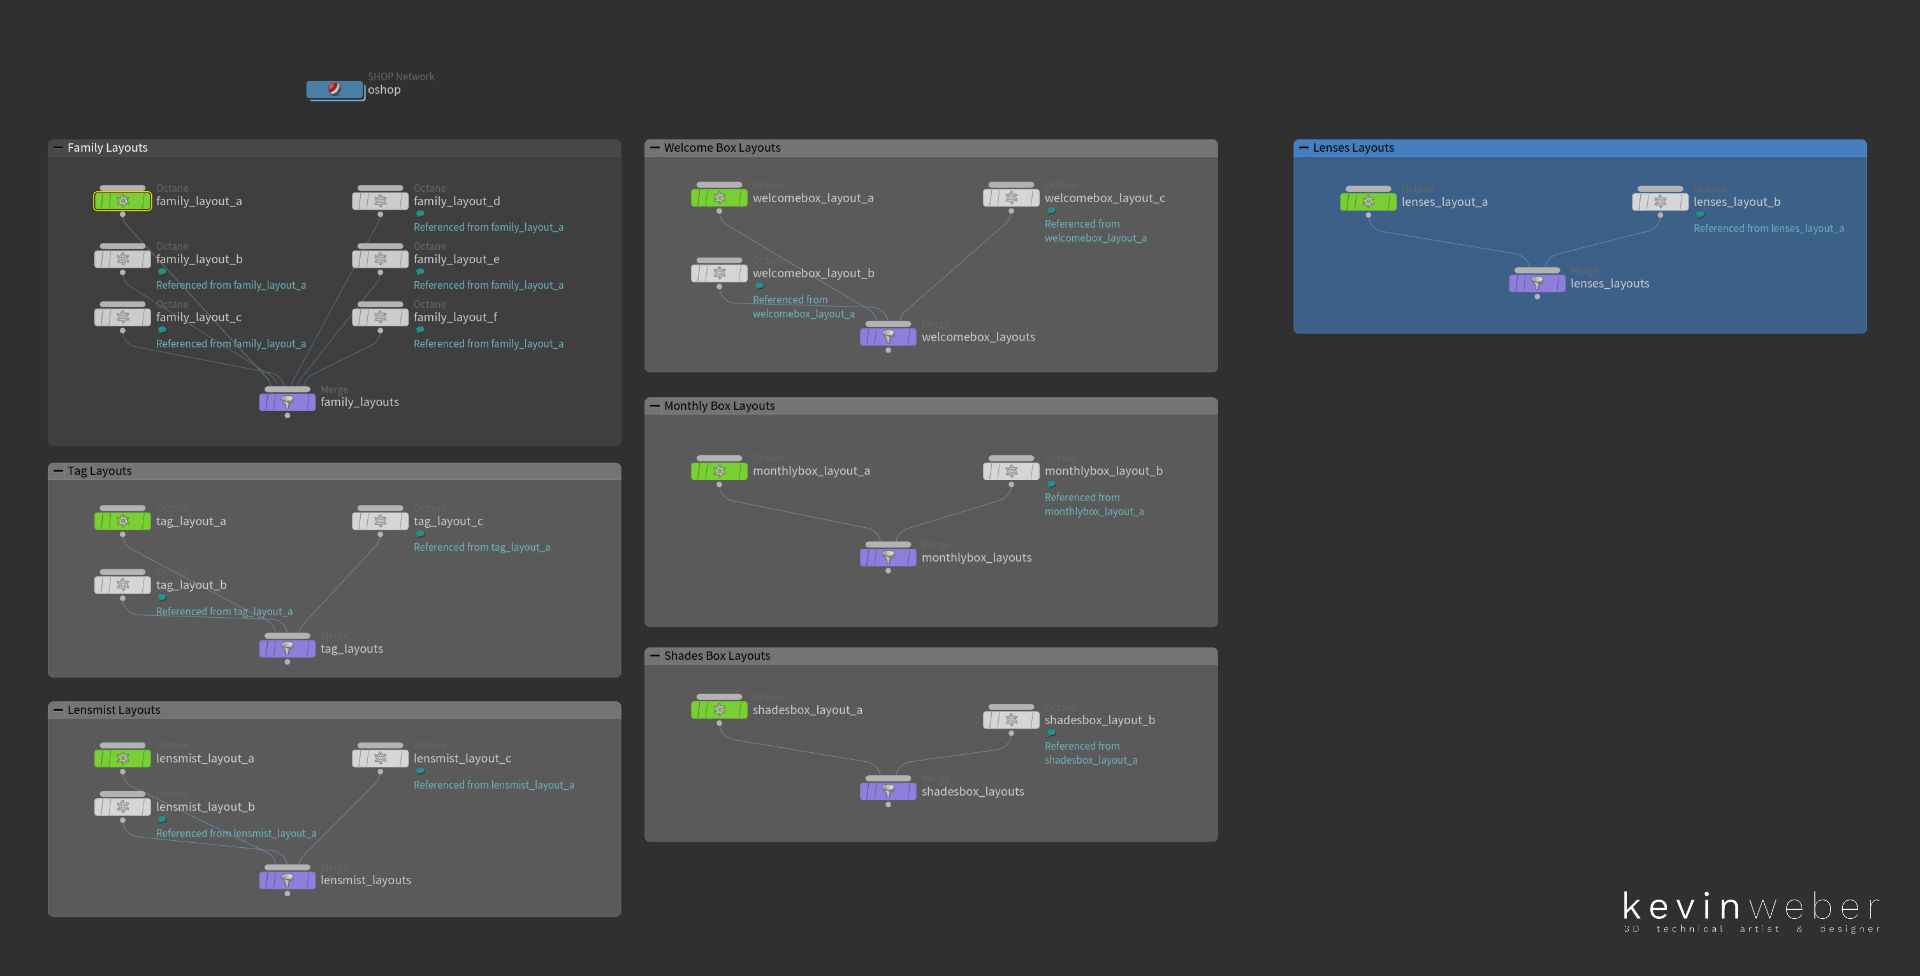 SHOP Network
oshop
Family Layouts
Octane
family_layout_a
Octane
family_layout_d
Referenced from family_layout_a
Octane
family_layout_b
Referenced from family_layout_a
Octane
family_layout_e
Referenced from family_layout_a
Octane
family_layout_c
Referenced from family_layout_a
Octane
family_layout_f
Referenced from family_layout_a
Merge
family_layouts
Tag Layouts
Octane
tag_layout_a
Octane
tag_layout_c
Referenced from tag_layout_a
Octane
tag_layout_b
Referenced from tag_layout_a
Merge
tag_layouts
Lensmist Layouts
Octane
lensmist_layout_a
Octane
lensmist_layout_c
Referenced from lensmist_layout_a
Octane
lensmist_layout_b
Referenced from lensmist_layout_a
Merge
lensmist_layouts
Welcome Box Layouts
Octane
welcomebox_layout_a
Octane
welcomebox_layout_c
Referenced from
welcomebox_layout_a
Octane
welcomebox_layout_b
Referenced from
welcomebox_layout_a
Merge
welcomebox_layouts
Monthly Box Layouts
Octane
monthlybox_layout_a
Octane
monthlybox_layout_b
Referenced from
monthlybox_layout_a
Merge
monthlybox_layouts
Shades Box Layouts
Octane
shadesbox_layout_a
Octane
shadesbox_layout_b
Referenced from
shadesbox_layout_a
Merge
shadesbox_layouts
Lenses Layouts
Octane
lenses_layout_a
Octane
lenses_layout_b
Referenced from lenses_layout_a
Merge
lenses_layouts
kevinweber
3D technical artist & designer